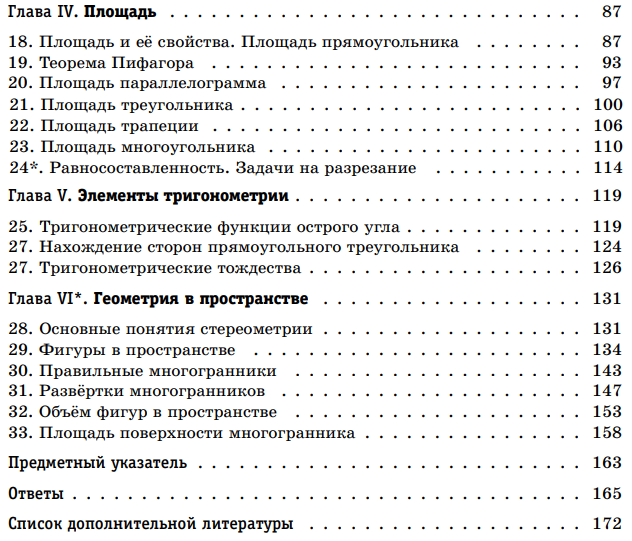 Глава IV. Площадь . . . . . . . . . . . . . . . . . . . . . . . . . . . . . 87
18. Площадь и её свойства. Площадь прямоугольника . . . . . . . 87
19. Теорема Пифагора . . . . . . . . . . . . . . . . . . . . . . . . . . 93
20. Площадь параллелограмма . . . . . . . . . . . . . . . . . . . . . 97
21. Площадь треугольника . . . . . . . . . . . . . . . . . . . . . . . 100
22. Площадь трапеции . . . . . . . . . . . . . . . . . . . . . . . . . 106
23. Площадь многоугольника . . . . . . . . . . . . . . . . . . . . . 110
24*. Равносоставленность. Задачи на разрезание . . . . . . . . . . 114
Глава V. Элементы тригонометрии . . . . . . . . . . . . . . . . . . . . 119
25. Тригонометрические функции острого угла . . . . . . . . . . . 119
27. Нахождение сторон прямоугольного треугольника . . . . . . . 124
27. Тригонометрические тождества . . . . . . . . . . . . . . . . . . 126
Глава VI*. Геометрия в пространстве . . . . . . . . . . . . . . . . . . 131
28. Основные понятия стереометрии . . . . . . . . . . . . . . . . . 131
29. Фигуры в пространстве . . . . . . . . . . . . . . . . . . . . . . 134
30. Правильные многогранники . . . . . . . . . . . . . . . . . . . . 143
31. Развёртки многогранников . . . . . . . . . . . . . . . . . . . . 147
32. Объём фигур в пространстве . . . . . . . . . . . . . . . . . . . 153
33. Площадь поверхности многогранника . . . . . . . . . . . . . . . 158
Предметный указатель . . . . . . . . . . . . . . . . . . . . . . . . . . 163
Ответы . . . . . . . . . . . . . . . . . . . . . . . . . . . . . . . . . 165
Список дополнительной литературы . . . . . . . . . . . . . . . . . . . 172